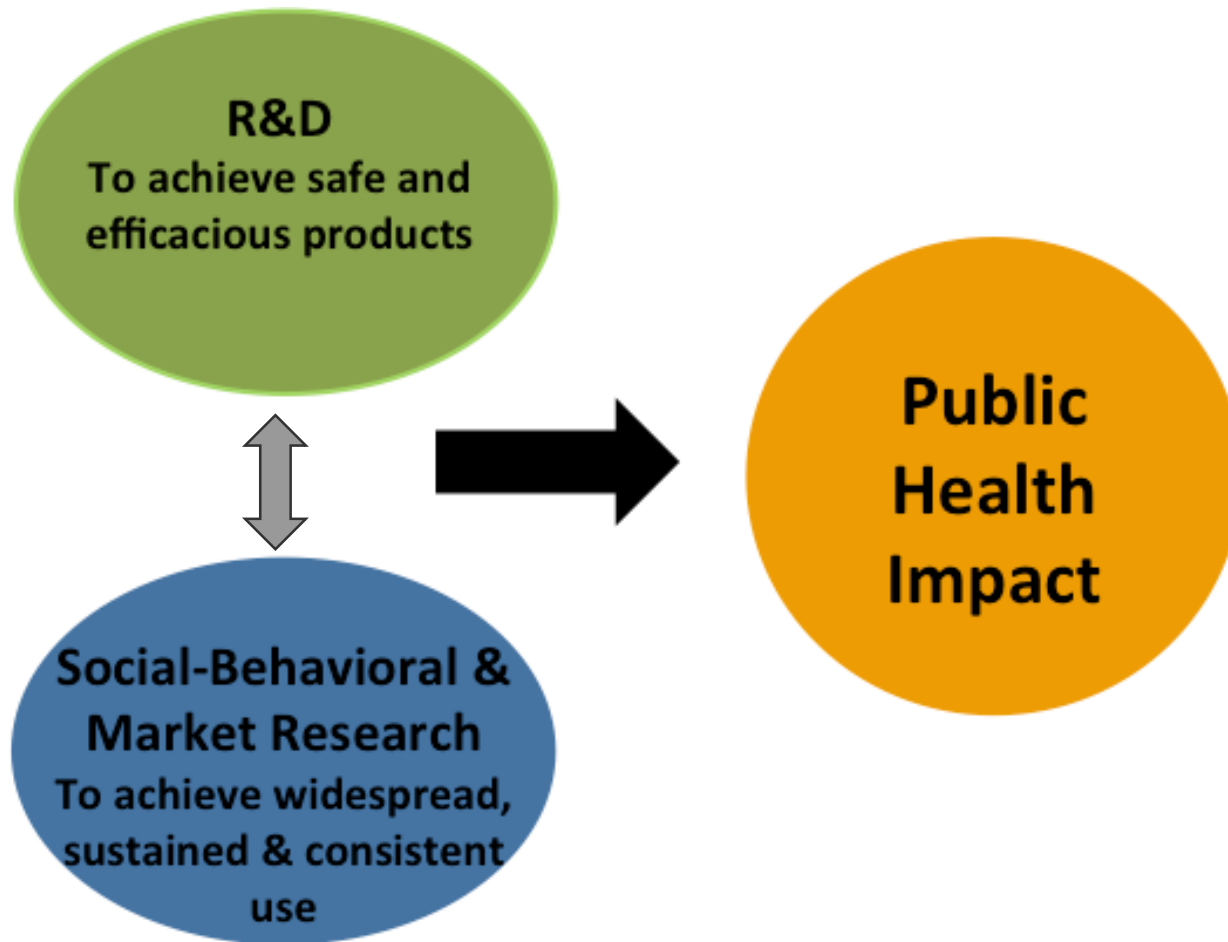 R&D
To achieve safe and
efficacious products
Public
Health
Impact
Social-Behavioral &
Market Research
To achieve widespread,
sustained & consistent
use